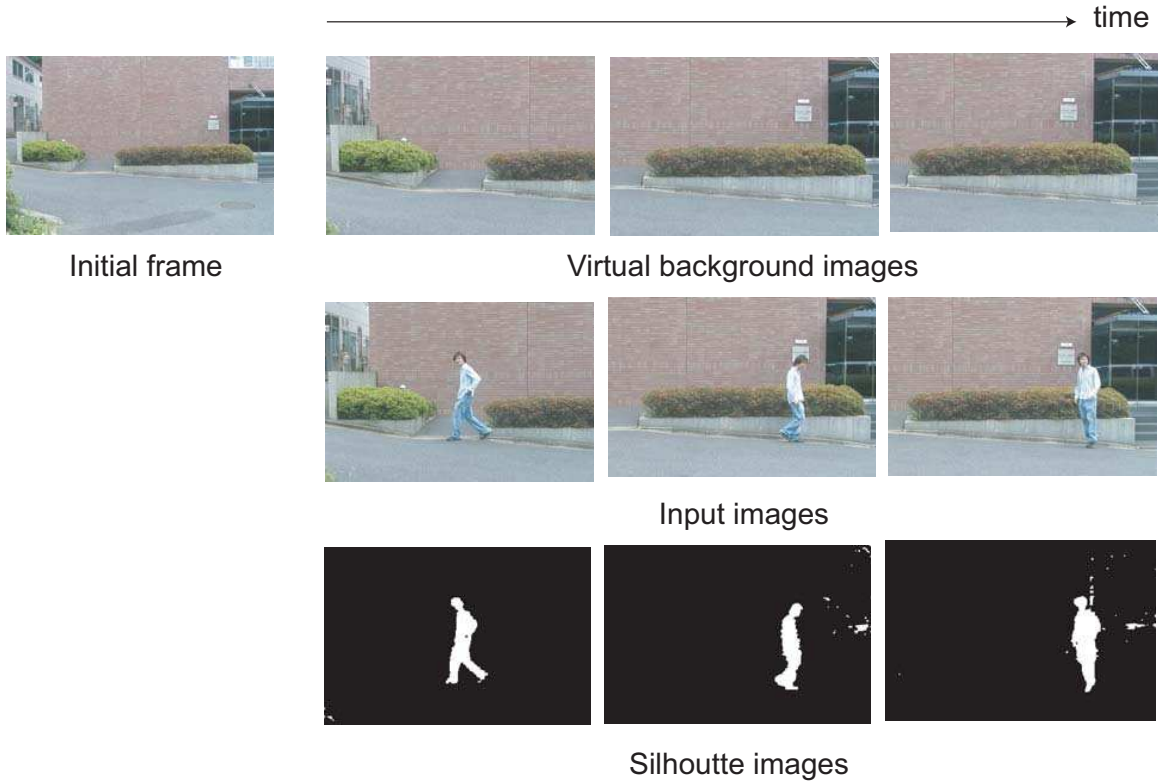 time
Initial frame
Virtual background images
Input images
Silhoutte images